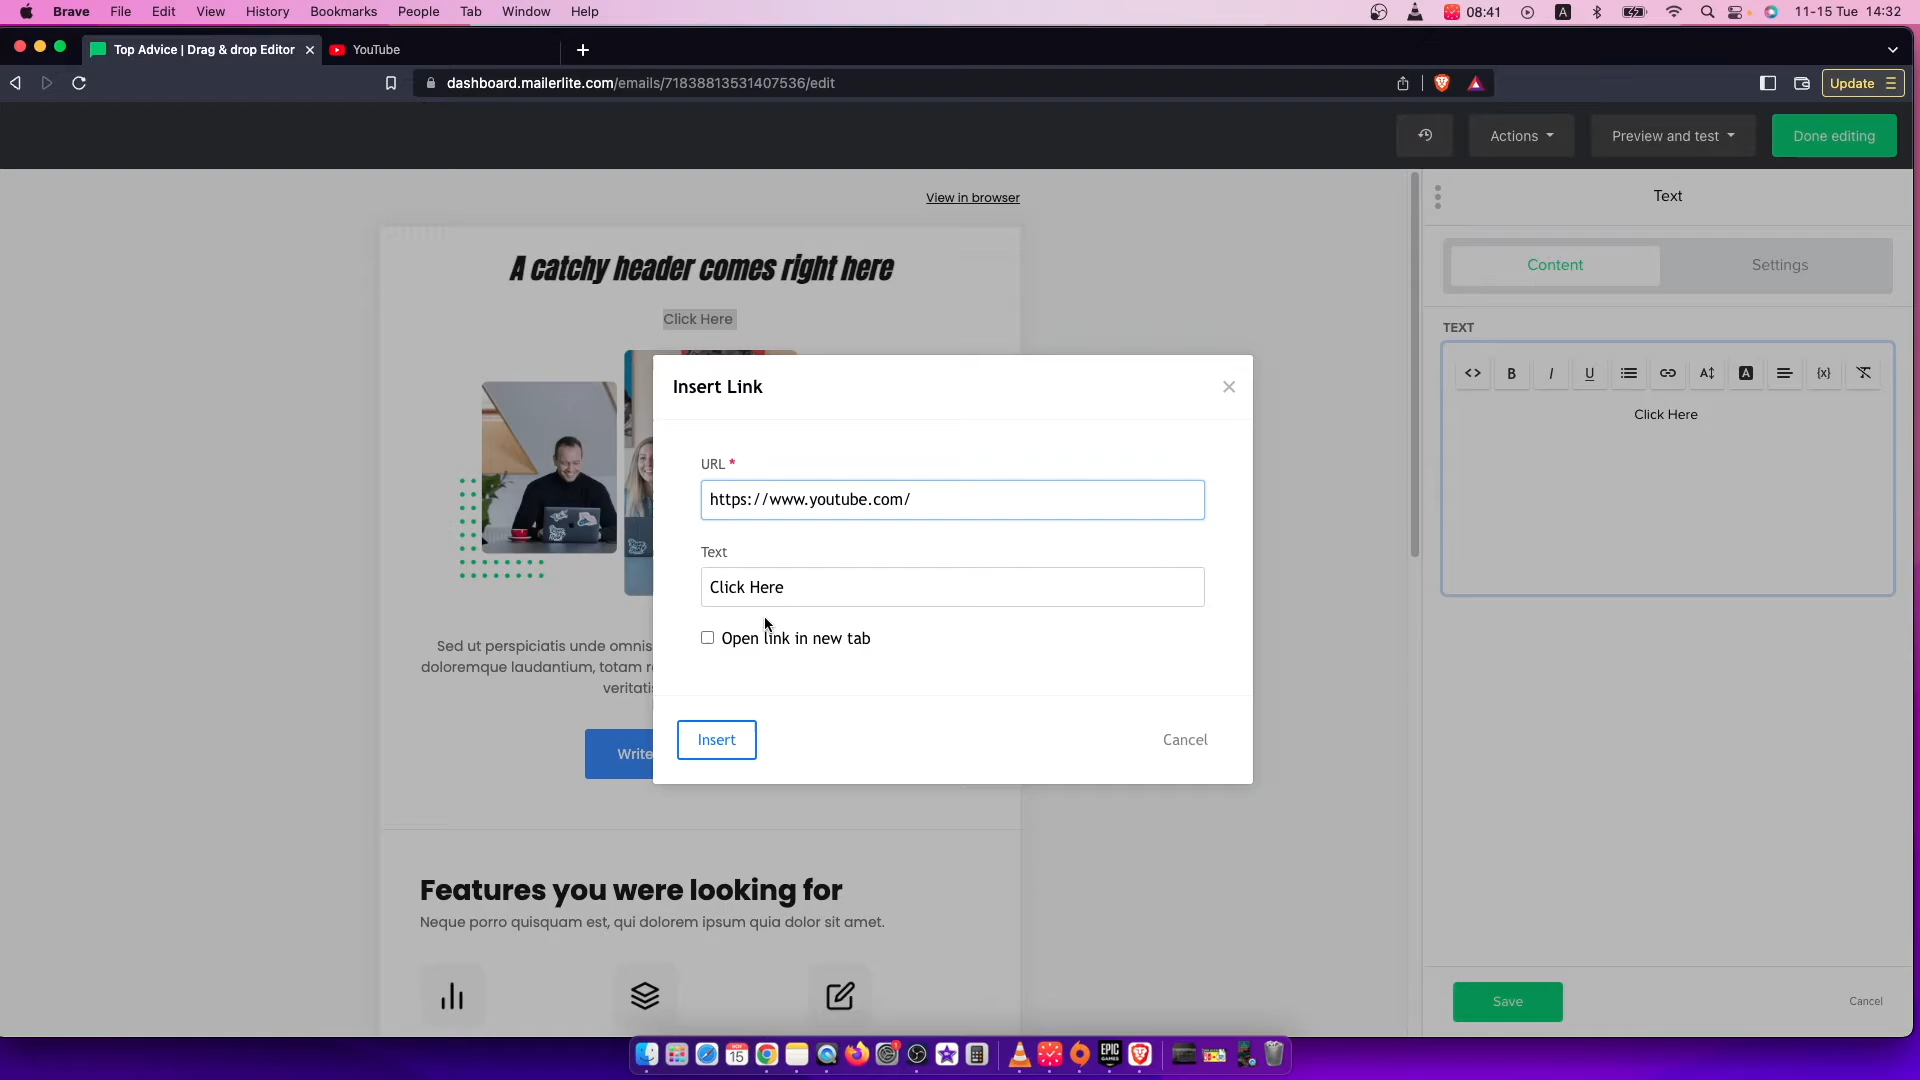 Brave File Edit View History Bookmarks People Tab Window Help 08:41 A 11-15 Tue 14:32
Top Advice | Drag & drop Editor YouTube
dashboard.mailerlite.com/emails/71838813531407536/edit Update
Actions Preview and test Done editing
View in browser
Text
A catchy header comes right here
Content Settings
Click Here
TEXT
B I U A A {x}
Click Here
Insert Link
URL *
https://www.youtube.com/
Text
Click Here
Open link in new tab
Insert Cancel
Sed ut perspiciatis unde omnis
doloremque laudantium, totam r
veritati
Write
Features you were looking for
Neque porro quisquam est, qui dolorem ipsum quia dolor sit amet.
Save Cancel
NOV
15
EPIC
GAMES